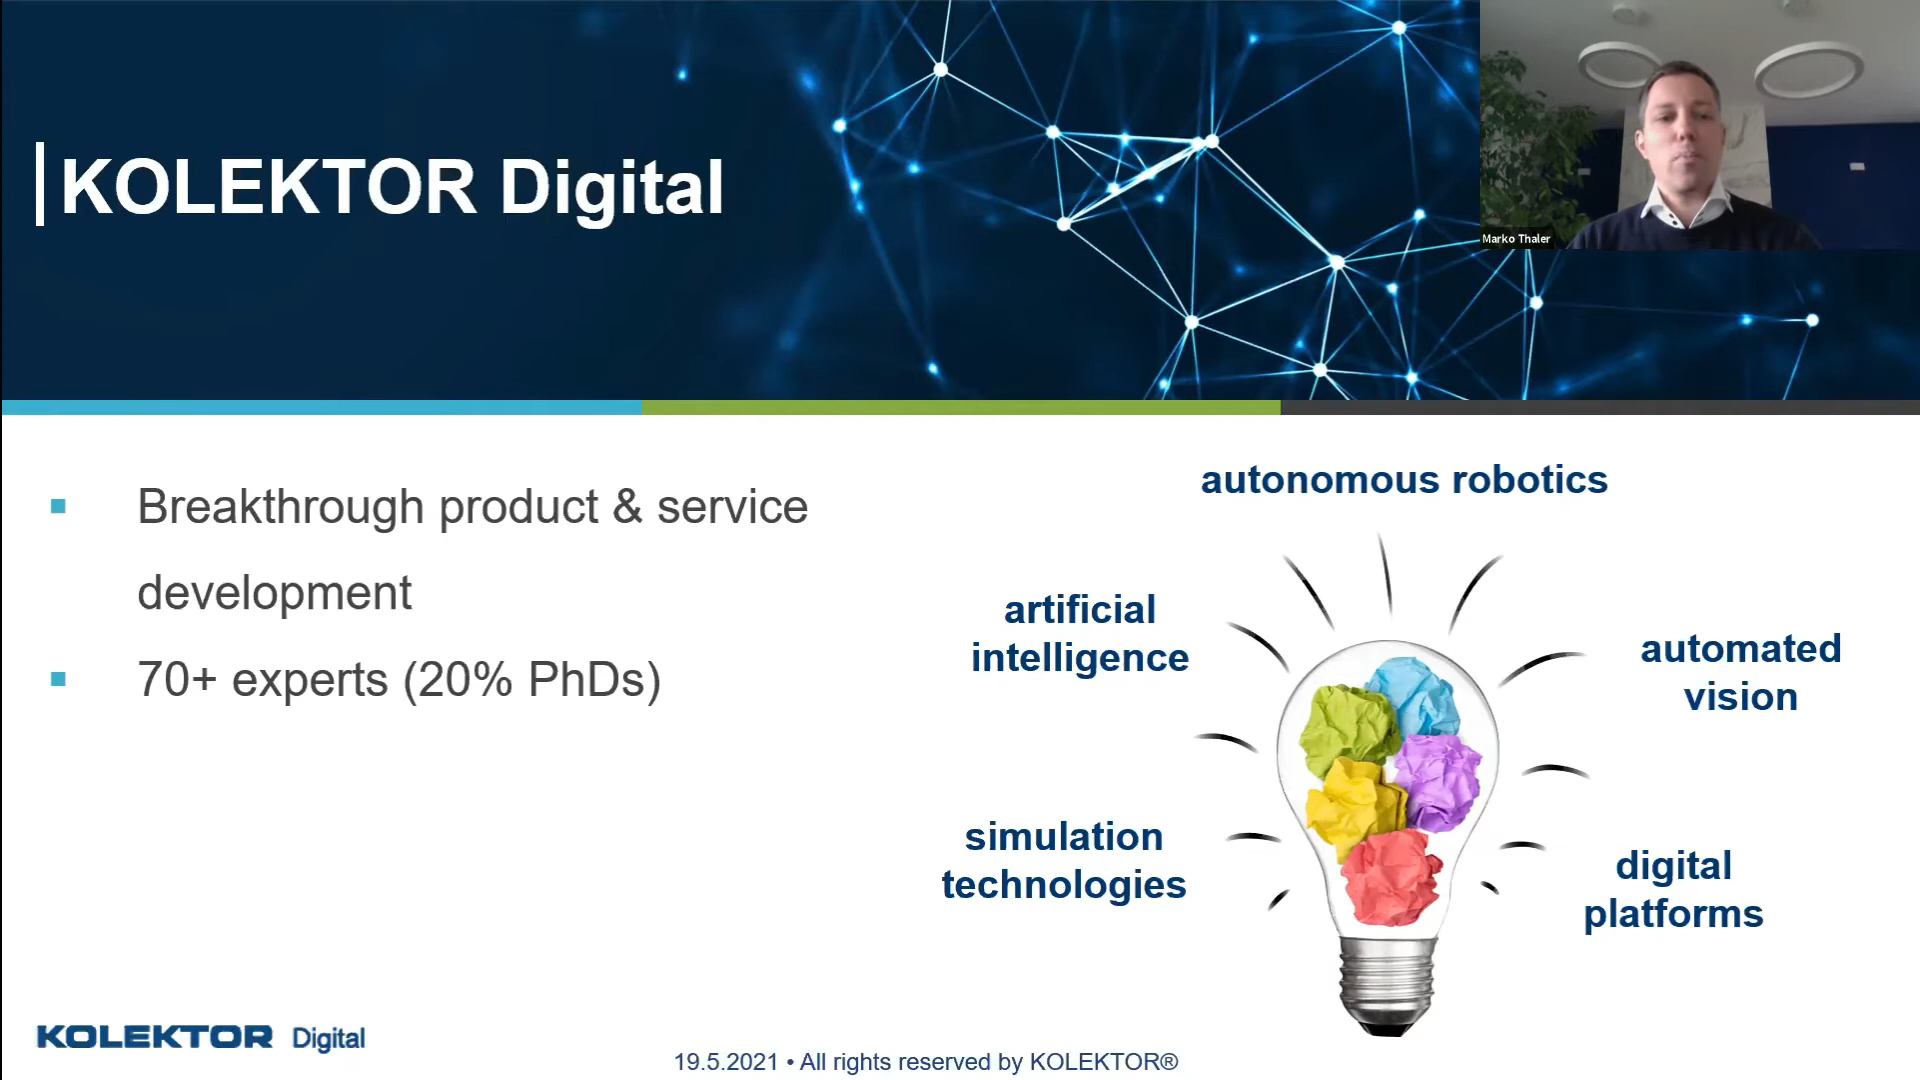 KOLEKTOR Digital
Marko Thaler
Breakthrough product & service
development
70+ experts (20% PhDs)
autonomous robotics
artificial
intelligence
automated
vision
simulation
technologies
digital
platforms
KOLEKTOR Digital
19.5.2021 • All rights reserved by KOLEKTOR®